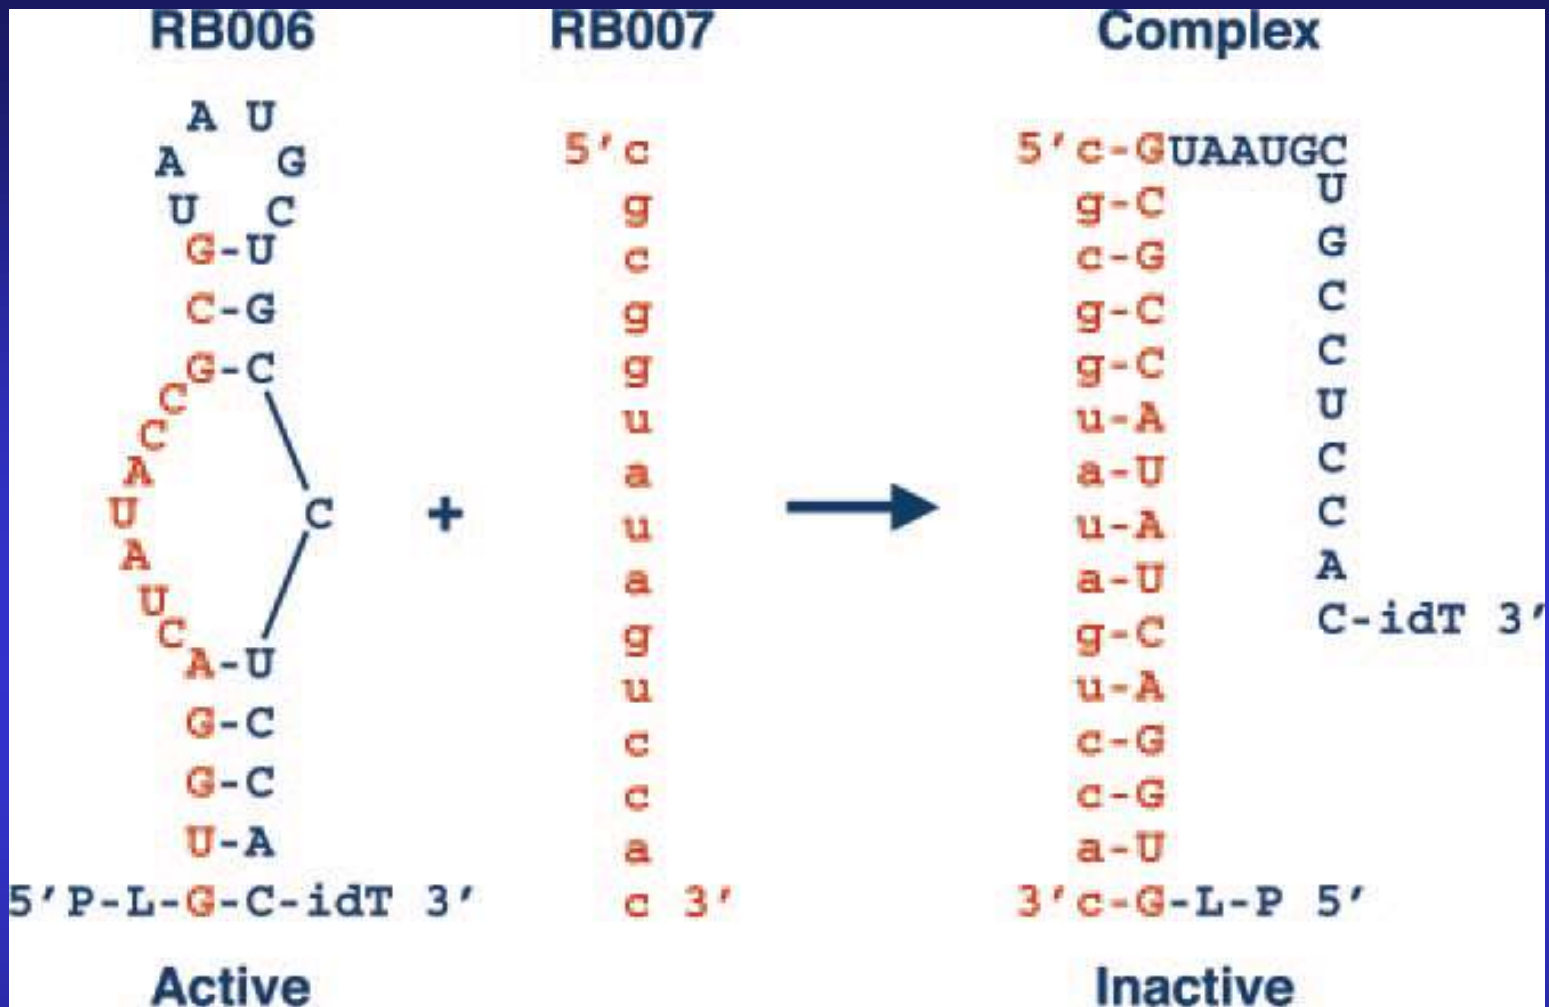 RB006
A U
A G
U C
G-U
C-G
G-C
C
C
A
U C
A
U
C
A-U
G-C
G-C
U-A
5'P-L-G-C-idT 3'
Active
+
RB007
5'c
g
c
g
g
u
a
u
a
g
u
c
c
a
c 3'
Complex
5'c-GUAAUGC
g-C U
c-G G
g-C C
g-C C
u-A U
a-U C
u-A C
a-U A
g-C C-idT 3'
u-A
c-G
c-G
a-U
3'c-G-L-P 5'
Inactive